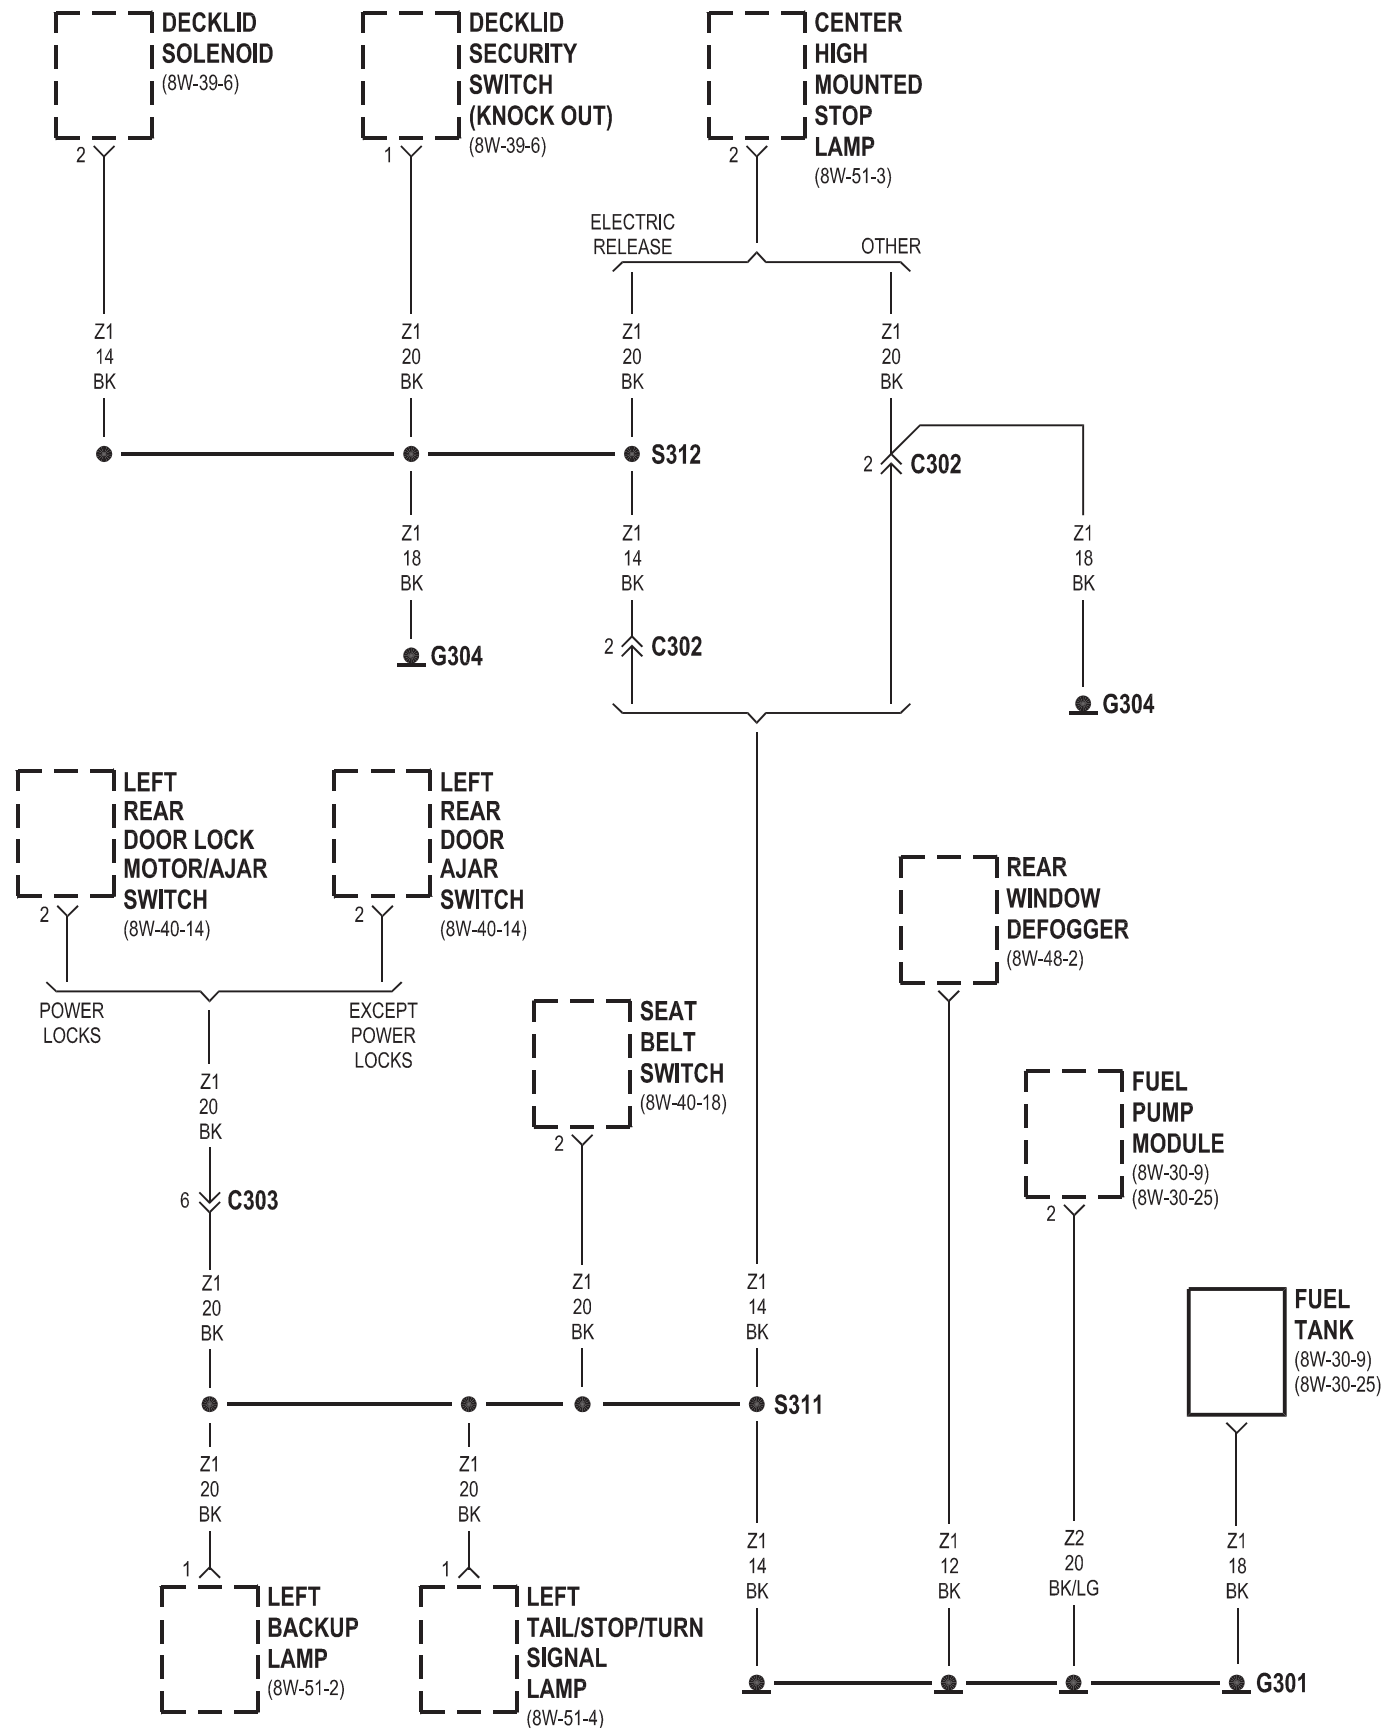 DECKLID
SOLENOID
(8W-39-6)
2
DECKLID
SECURITY
SWITCH
(KNOCK OUT)
(8W-39-6)
1
CENTER
HIGH
MOUNTED
STOP
LAMP
(8W-51-3)
2
ELECTRIC
RELEASE
OTHER
Z1
14
BK
Z1
20
BK
Z1
20
BK
Z1
20
BK
S312
2
C302
Z1
18
BK
Z1
14
BK
Z1
18
BK
G304
2
C302
G304
LEFT
REAR
DOOR LOCK
MOTOR/AJAR
SWITCH
(8W-40-14)
2
LEFT
REAR
DOOR
AJAR
SWITCH
(8W-40-14)
2
POWER
LOCKS
EXCEPT
POWER
LOCKS
REAR
WINDOW
DEFOGGER
(8W-48-2)
SEAT
BELT
SWITCH
(8W-40-18)
2
FUEL
PUMP
MODULE
(8W-30-9)
(8W-30-25)
2
Z1
20
BK
6
C303
Z1
20
BK
Z1
20
BK
Z1
14
BK
FUEL
TANK
(8W-30-9)
(8W-30-25)
S311
Z1
20
BK
Z1
20
BK
Z1
14
BK
Z1
12
BK
Z2
20
BK/LG
Z1
18
BK
1
LEFT
BACKUP
LAMP
(8W-51-2)
1
LEFT
TAIL/STOP/TURN
SIGNAL
LAMP
(8W-51-4)
G301